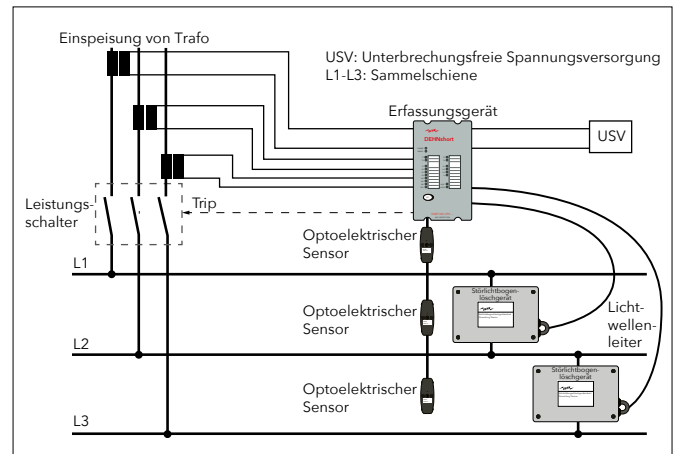 Einspeisung von Trafo
USV: Unterbrechungsfreie Spannungsversorgung
L1-L3: Sammelschiene
Erfassungsgerät
DEHNshort
USV
Leistungs-
schalter
Trip
Optoelektrischer
Sensor
L1
Störlichtbogen-
löschgerät
Optoelektrischer
Sensor
Licht-
wellen-
leiter
L2
Störlichtbogen-
löschgerät
Optoelektrischer
Sensor
L3